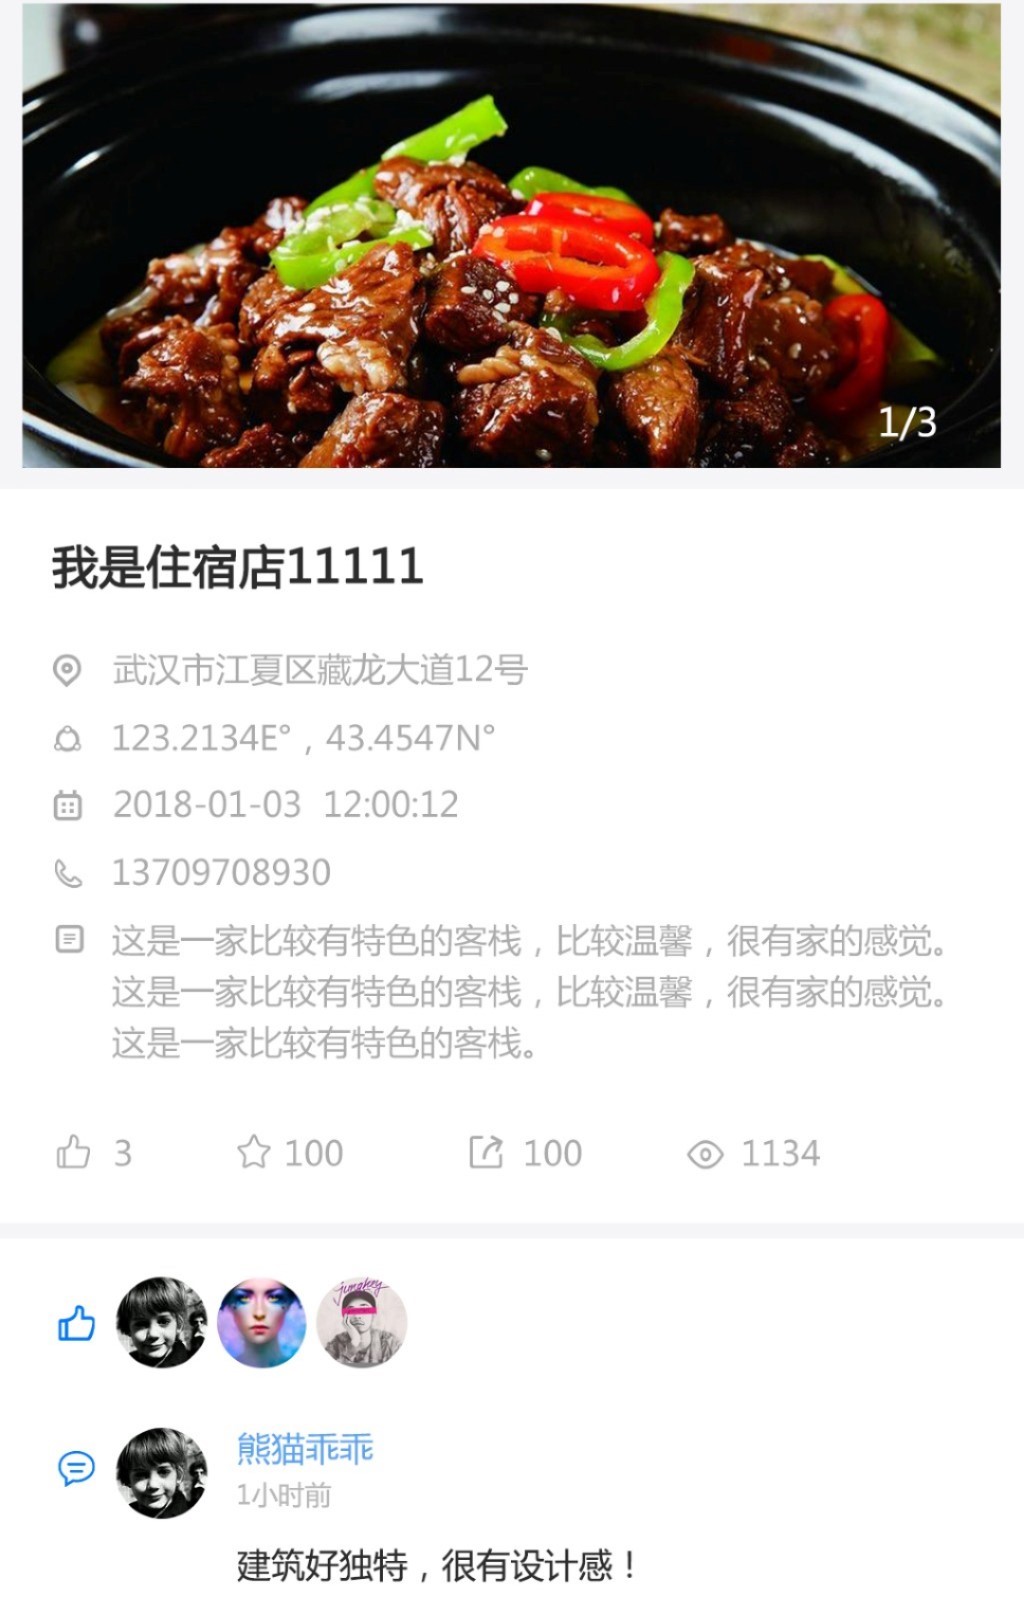 1/3
我是住宿店11111
武汉市江夏区藏龙大道12号
123.2134E°，43.4547N°
2018-01-03 12:00:12
13709708930
这是一家比较有特色的客栈，比较温馨，很有家的感觉。
这是一家比较有特色的客栈，比较温馨，很有家的感觉。
这是一家比较有特色的客栈。
3 100 100 1134
熊猫乖乖
1小时前
建筑好独特，很有设计感！